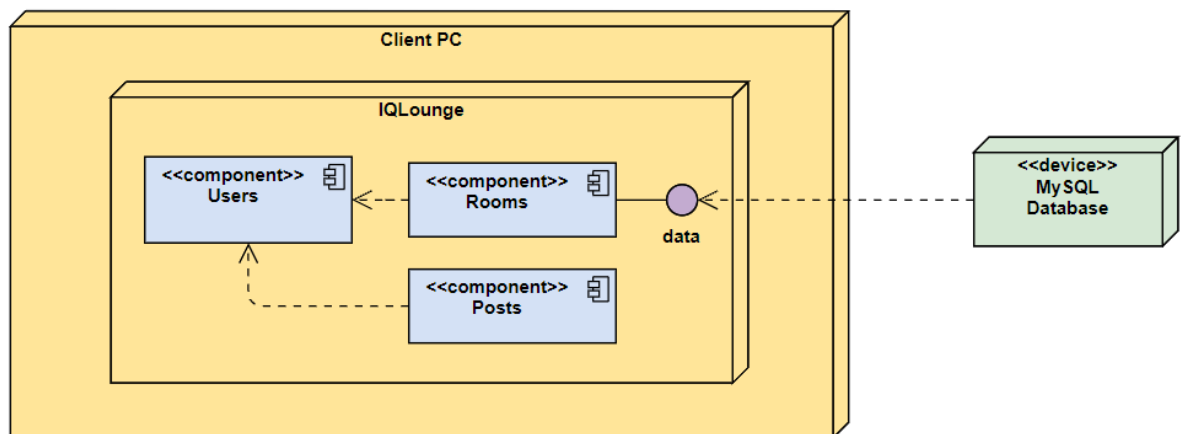 Client PC
IQLounge
<<component>>
Users
<<component>>
Rooms
data
<<component>>
Posts
<<device>>
MySQL
Database